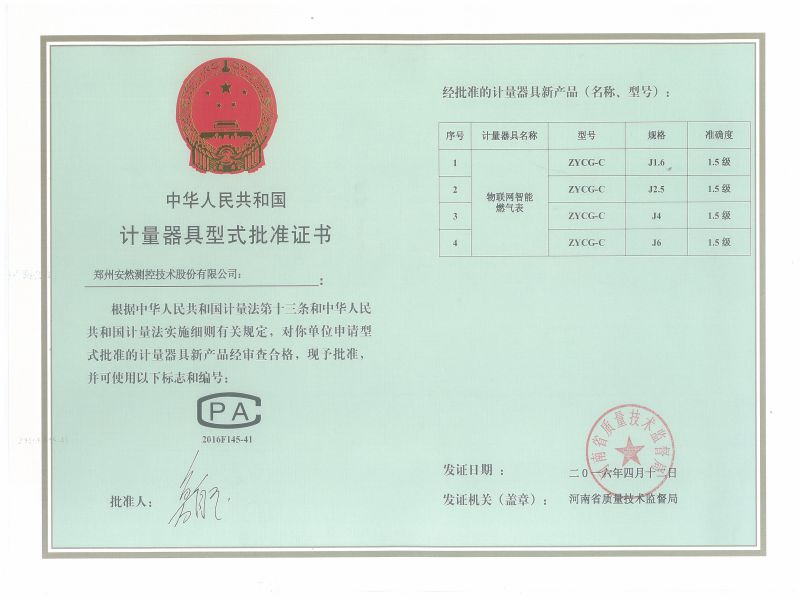 中华人民共和国
计量器具型式批准证书
郑州安然测控技术股份有限公司:
:
根据中华人民共和国计量法第十三条和中华人民
共和国计量法实施细则有关规定，对你单位申请型
式批准的计量器具新产品经审查合格，现予批准，
并可使用以下标志和编号:
CPA
2016F145-41
批准人:
经批准的计量器具新产品（名称、型号）:
序号 计量器具名称 型号 规格 准确度
1 物联网智能燃气表 ZYCG-C J1.6 1.5 级
2 ZYCG-C J2.5 1.5 级
3 ZYCG-C J4 1.5 级
4 ZYCG-C J6 1.5 级
河南省质量技术监督局
发证日期 : 二0一六年四月十二日
发证机关（盖章）: 河南省质量技术监督局